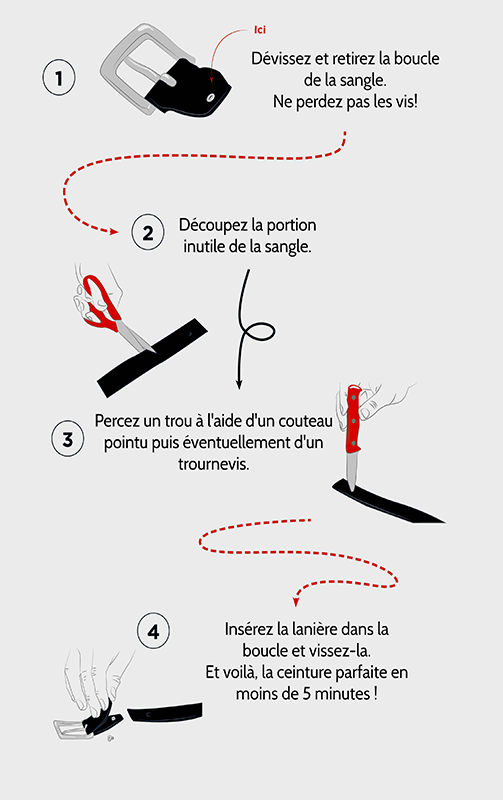 Ici
1
Dévissez et retirez la boucle
de la sangle.
Ne perdez pas les vis!
2
Découpez la portion
inutile de la sangle.
3
Percez un trou à l'aide d'un couteau
pointu puis éventuellement d'un
trournevis.
4
Insérez la lanière dans la
boucle et vissez-la.
Et voilà, la ceinture parfaite en
moins de 5 minutes !